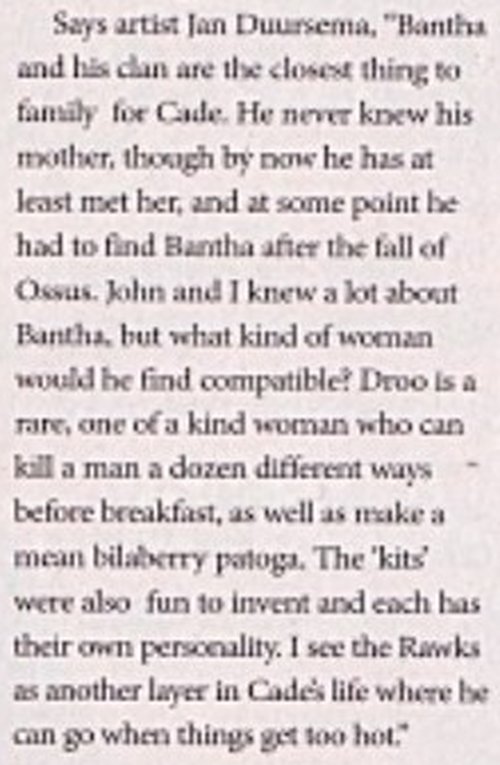 Says artist Jan Duursema, "Bantha
and his clan are the closest thing to
family for Cade. He never knew his
mother, though by now he has at
least met her, and at some point he
had to find Bantha after the fall of
Ossus. John and I knew a lot about
Bantha, but what kind of woman
would he find compatible? Droo is a
rare, one of a kind woman who can
kill a man a dozen different ways
before breakfast, as well as make a
mean bilaberry patoga. The 'kits'
were also fun to invent and each has
their own personality. I see the Rawks
as another layer in Cade's life where he
can go when things get too hot."